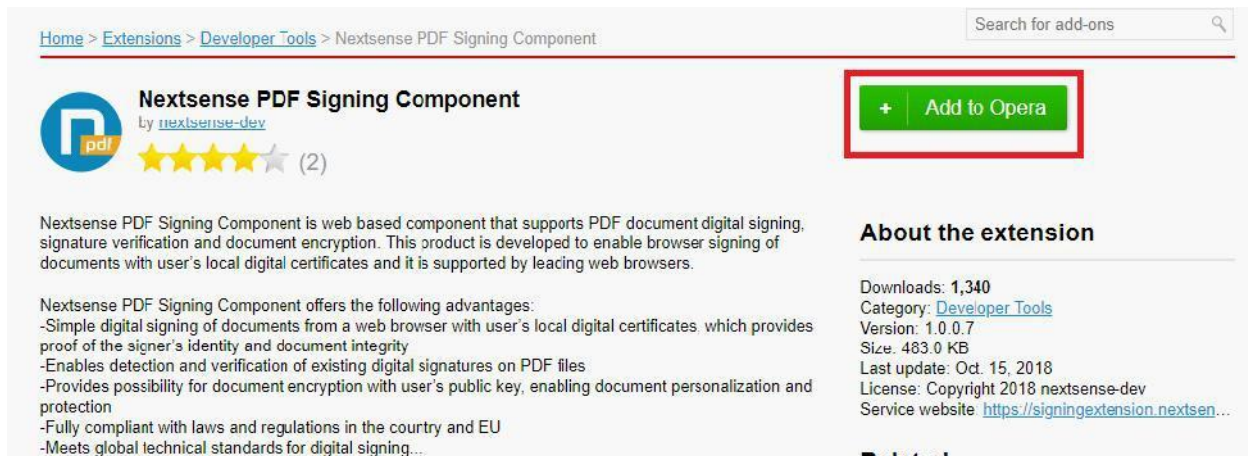 Search for add-ons
Home > Extensions > Developer Tools > Nextsense PDF Signing Component
Nextsense PDF Signing Component
by nextsense-dev
pdf
(2)
+ Add to Opera
Nextsense PDF Signing Component is web based component that supports PDF document digital signing,
signature verification and document encryption. This product is developed to enable browser signing of
documents with user's local digital certificates and it is supported by leading web browsers.
Nextsense PDF Signing Component offers the following advantages:
-Simple digital signing of documents from a web browser with user's local digital certificates, which provides
proof of the signer's identity and document integrity
-Enables detection and verification of existing digital signatures on PDF files
-Provides possibility for document encryption with user's public key, enabling document personalization and
protection
-Fully compliant with laws and regulations in the country and EU
-Meets global technical standards for digital signing...
About the extension
Downloads: 1,340
Category: Developer Tools
Version: 1.0.0.7
Size: 483.0 KB
Last update: Oct. 15, 2018
License: Copyright 2018 nextsense-dev
Service website: https://signingextension.nextsen...